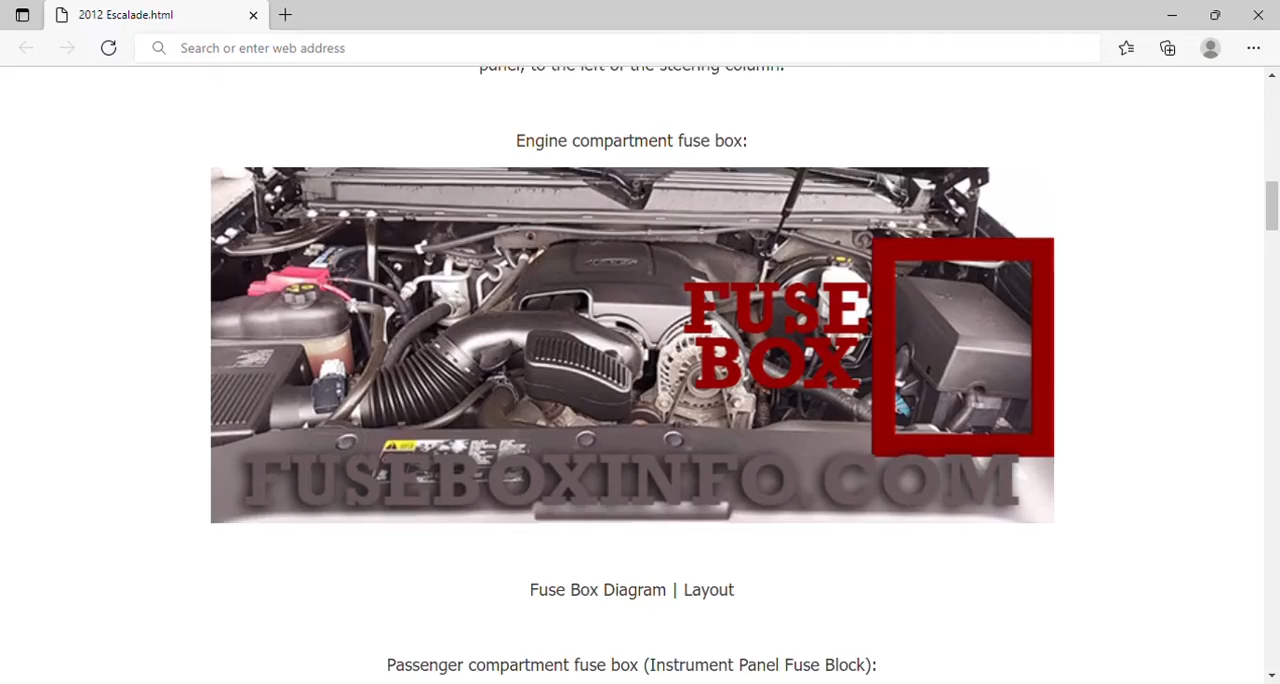 2012 Escalade.html
Search or enter web address
panel, to the left of the steering column.
Engine compartment fuse box:
FUSE
BOX
FUSEBOXINFO.COM
Fuse Box Diagram | Layout
Passenger compartment fuse box (Instrument Panel Fuse Block):